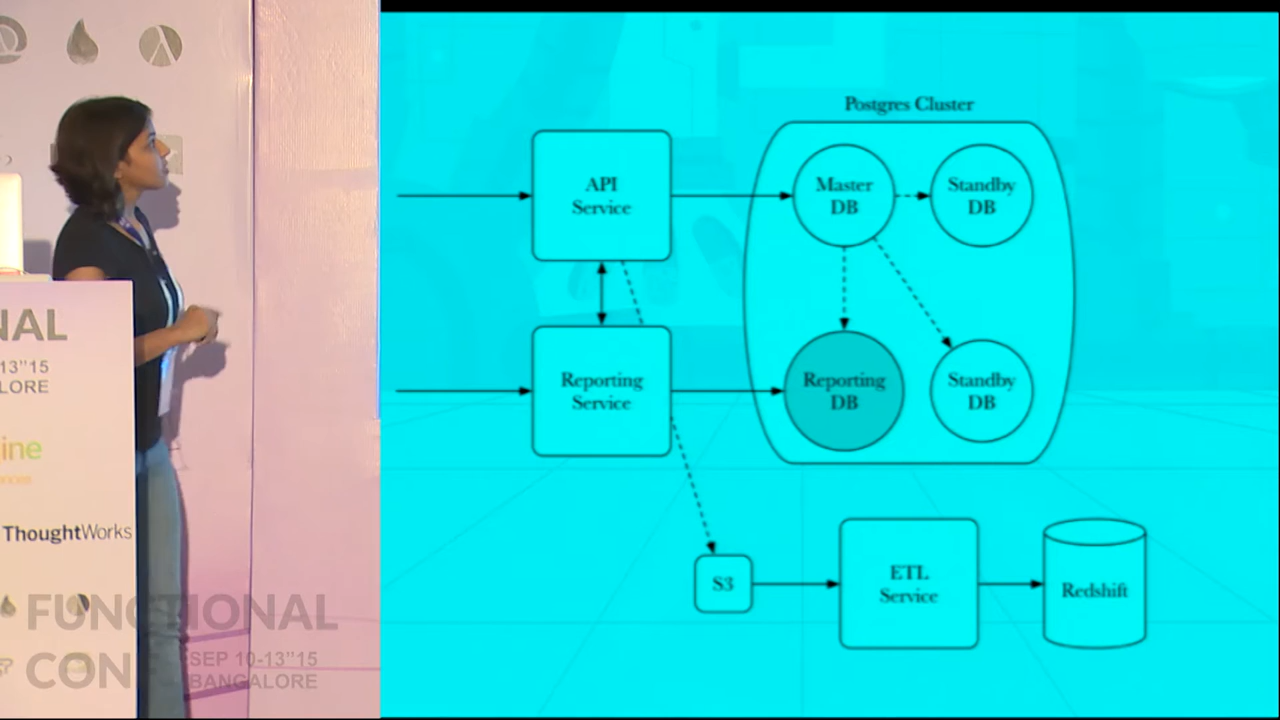 NAL
13"15
LORE
ine
ThoughtWorks
FUNCTIONAL
CONF
SEP 10-13"15
BANGALORE
Postgres Cluster
API
Service
Master
DB
Standby
DB
Reporting
Service
Reporting
DB
Standby
DB
S3
ETL
Service
Redshift